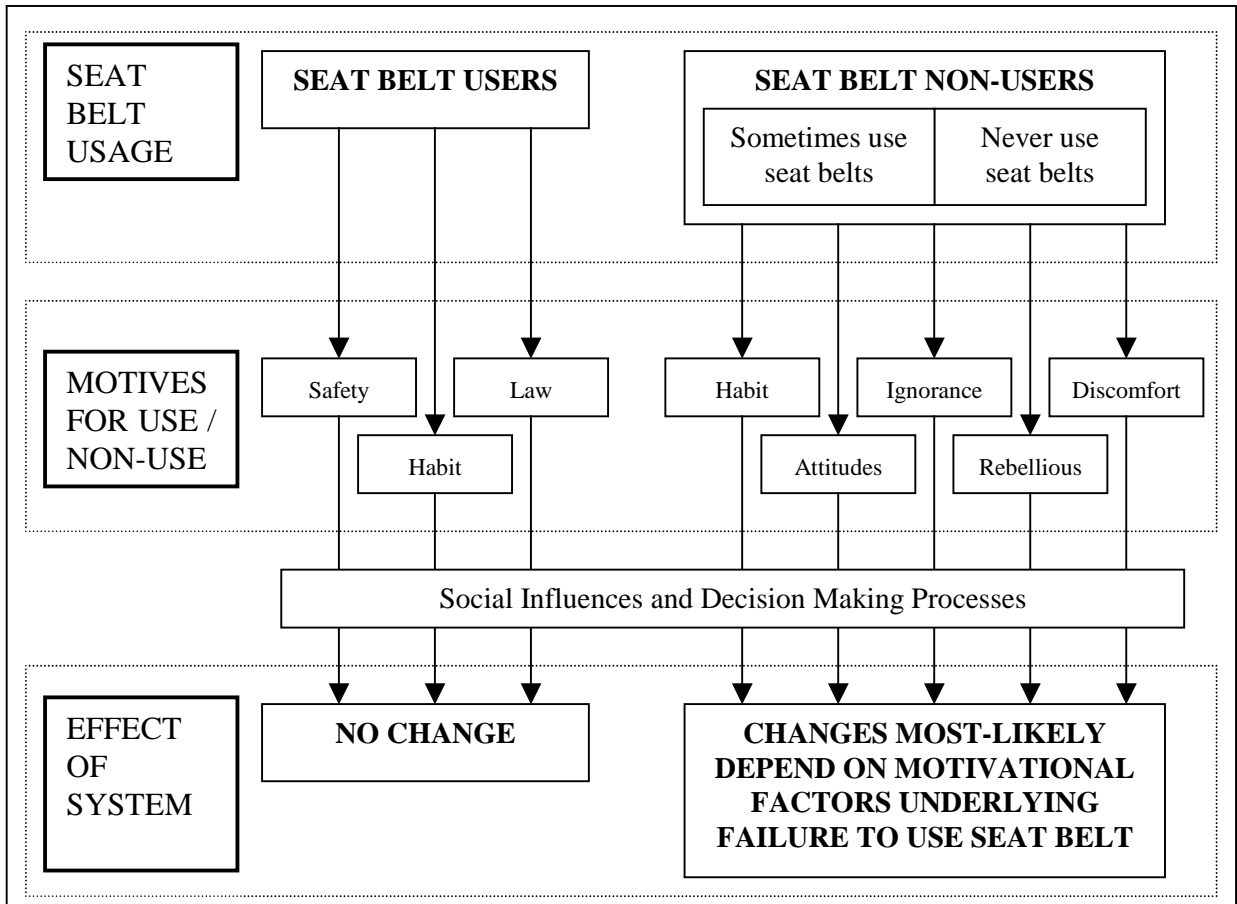 SEAT
BELT
USAGE
SEAT BELT USERS
SEAT BELT NON-USERS
Sometimes use
seat belts
Never use
seat belts
MOTIVES
FOR USE /
NON-USE
Safety
Law
Habit
Habit
Ignorance
Discomfort
Attitudes
Rebellious
Social Influences and Decision Making Processes
EFFECT
OF
SYSTEM
NO CHANGE
CHANGES MOST-LIKELY
DEPEND ON MOTIVATIONAL
FACTORS UNDERLYING
FAILURE TO USE SEAT BELT